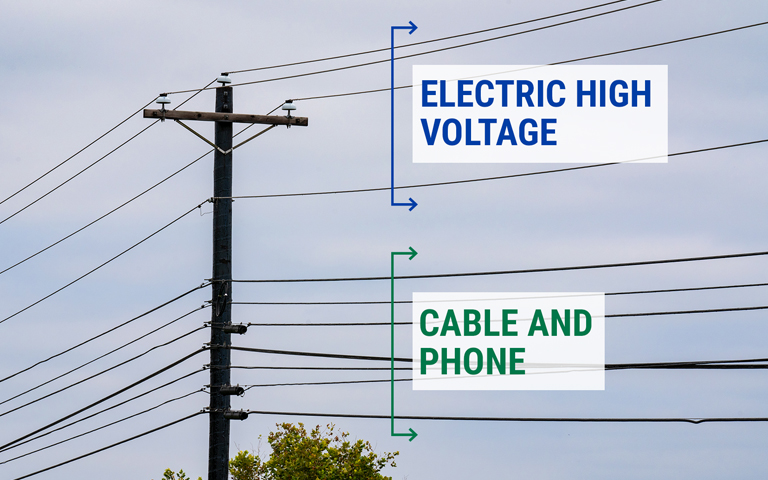 ELECTRIC HIGH
VOLTAGE
CABLE AND
PHONE